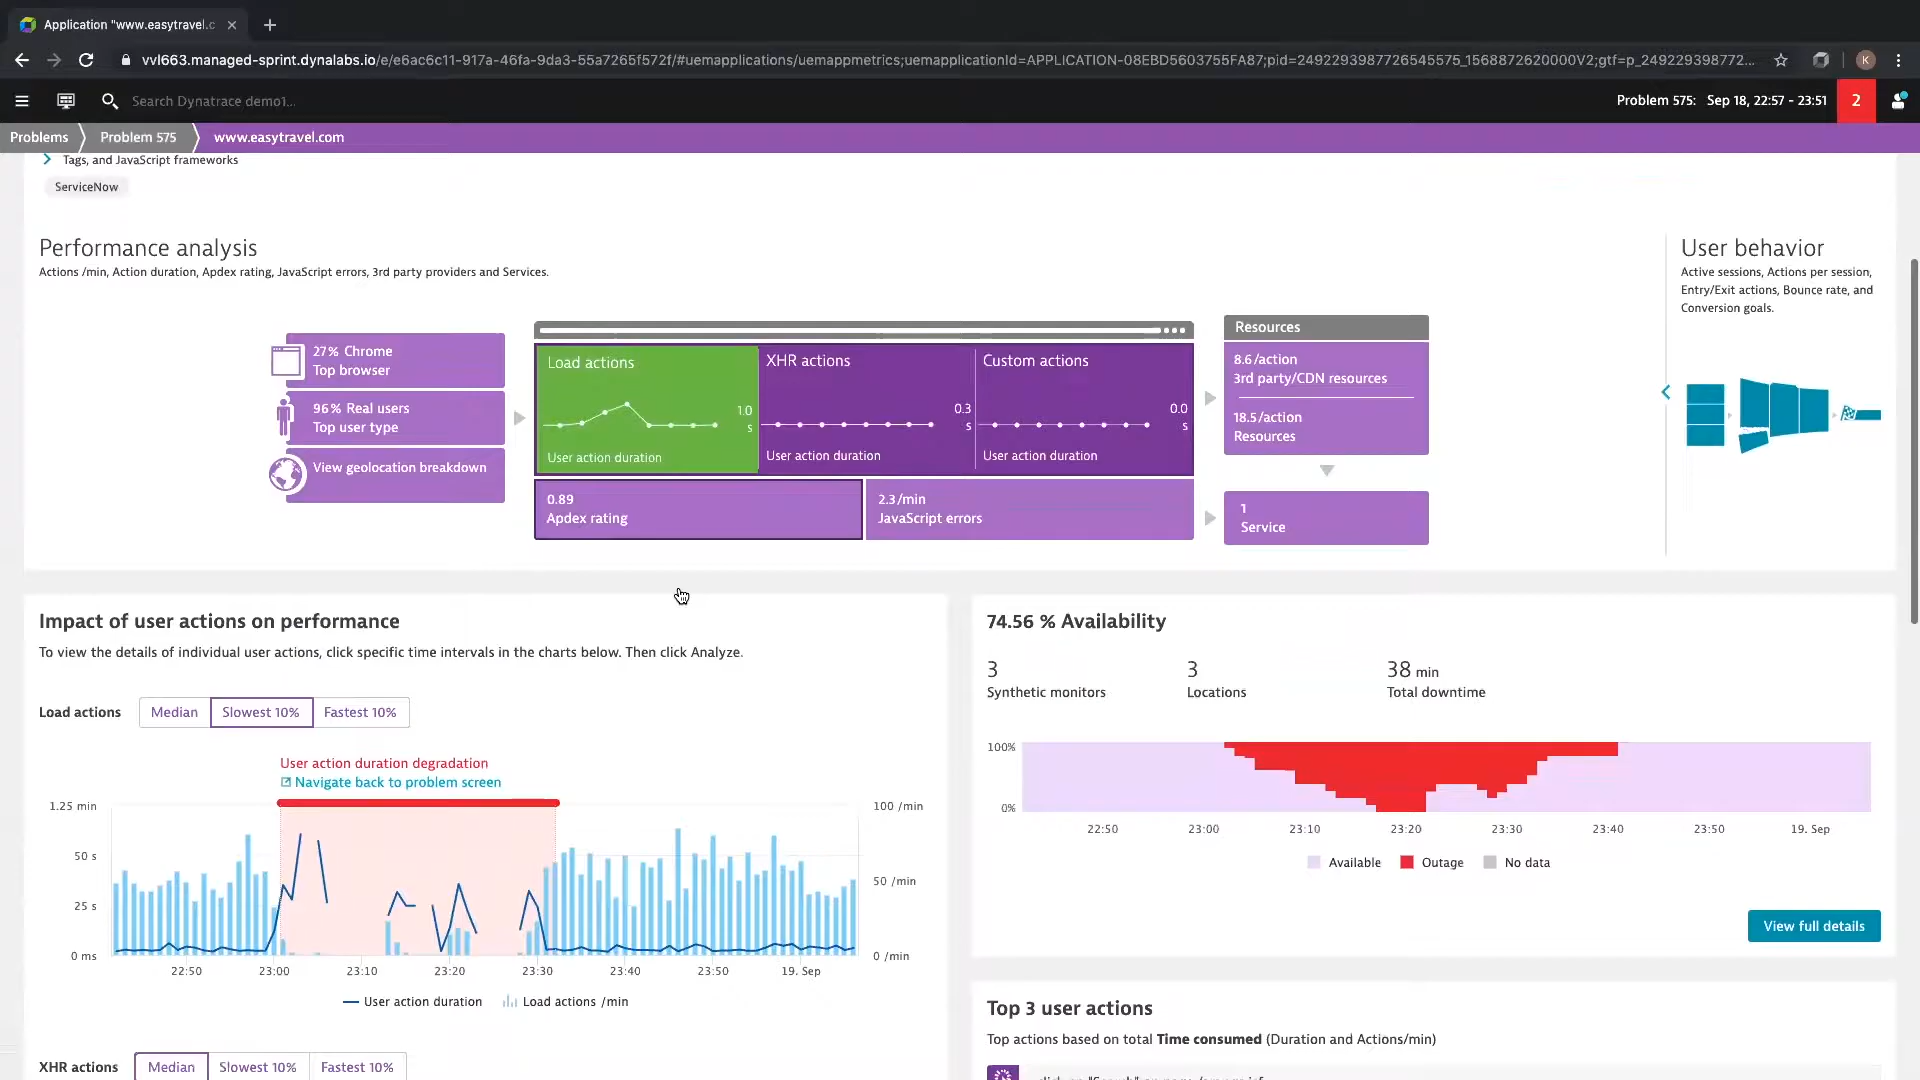 Application "www.easytravel.c
vvl663.managed-sprint.dynalabs.io/e/e6ac6c11-917a-46fa-9da3-55a7265f572f/#uemapplications/uemappmetrics;uemapplicationId=APPLICATION-08EBD5603755FA87;pid=2492293987726545575_1568872620000V2;gtf=p_249229398772...
K
Search Dynatrace demo1...
Problem 575: Sep 18, 22:57 - 23:51
2
Problems
Problem 575
www.easytravel.com
Tags, and JavaScript frameworks
ServiceNow
Performance analysis
Actions /min, Action duration, Apdex rating, JavaScript errors, 3rd party providers and Services.
27% Chrome
Top browser
96% Real users
Top user type
View geolocation breakdown
Load actions
1.0
s
User action duration
XHR actions
0.3
s
User action duration
Custom actions
0.0
s
User action duration
0.89
Apdex rating
2.3/min
JavaScript errors
Resources
8.6/action
3rd party/CDN resources
18.5/action
Resources
1
Service
User behavior
Active sessions, Actions per session,
Entry/Exit actions, Bounce rate, and
Conversion goals.
Impact of user actions on performance
To view the details of individual user actions, click specific time intervals in the charts below. Then click Analyze.
Load actions
Median
Slowest 10%
Fastest 10%
User action duration degradation
Navigate back to problem screen
1.25 min
50 s
25 s
0 ms
100 /min
50 /min
0 /min
22:50
23:00
23:10
23:20
23:30
23:40
23:50
19. Sep
User action duration
Load actions /min
XHR actions
Median
Slowest 10%
Fastest 10%
74.56 % Availability
3
Synthetic monitors
3
Locations
38 min
Total downtime
100%
0%
22:50
23:00
23:10
23:20
23:30
23:40
23:50
19. Sep
Available
Outage
No data
View full details
Top 3 user actions
Top actions based on total Time consumed (Duration and Actions/min)